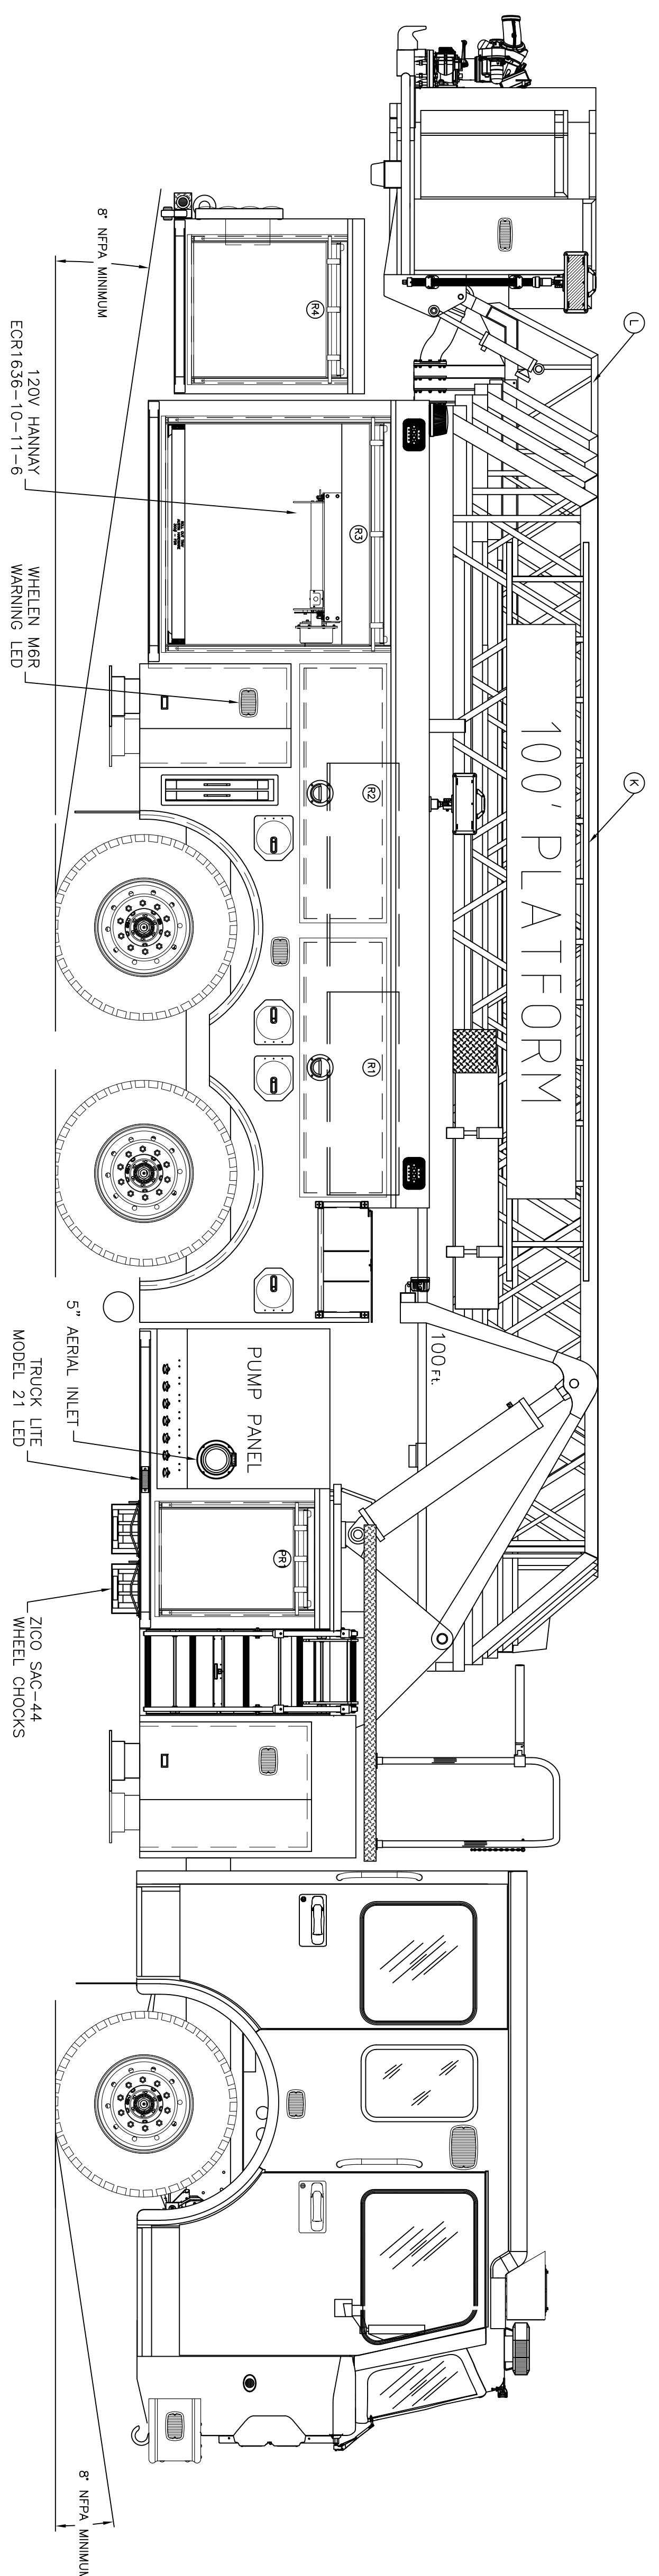 L
K
100' PLATFORM
R4
R3
R2
R1
100 Ft.
PUMP PANEL
PR1
8° NFPA MINIMUM
120V HANNAY
ECR1636-10-11-6
WHELEN M6R
WARNING LED
5" AERIAL INLET
TRUCK LITE
MODEL 21 LED
ZICO SAC-44
WHEEL CHOCKS
8° NFPA MINIMUM